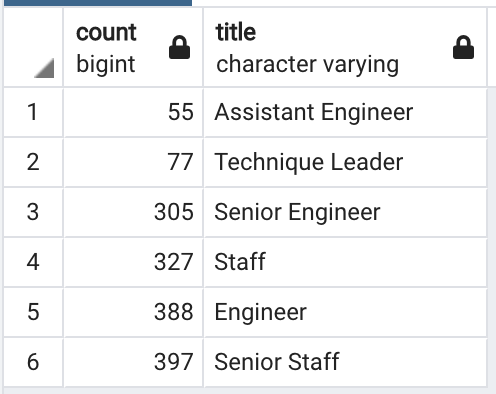 count title
bigint character varying
1 55 Assistant Engineer
2 77 Technique Leader
3 305 Senior Engineer
4 327 Staff
5 388 Engineer
6 397 Senior Staff